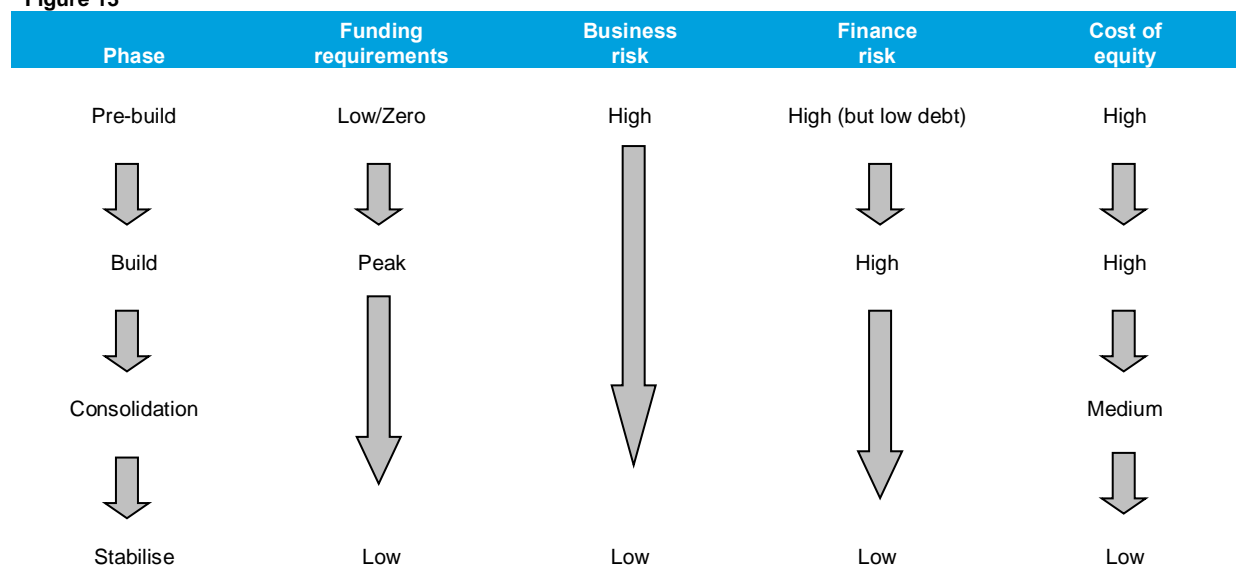 Figure 13
Phase Funding requirements Business risk Finance risk Cost of equity
Pre-build Low/Zero High High (but low debt) High
Build Peak High High
Consolidation Medium
Stabilise Low Low Low Low